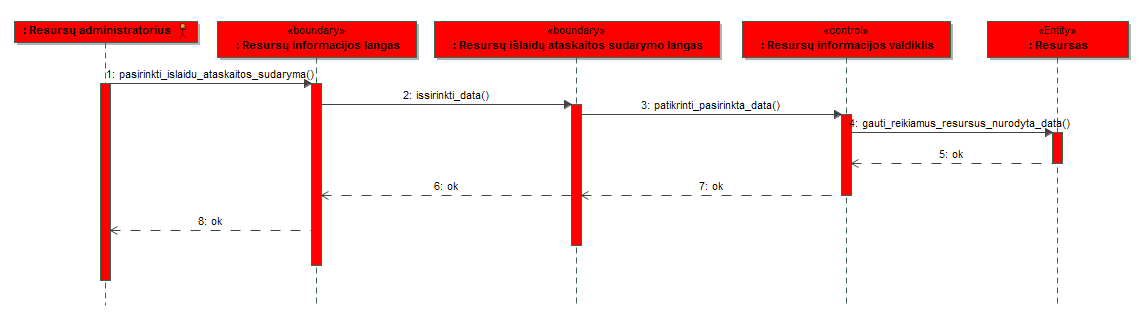 : Resursų administratorius
«boundary»
: Resursų informacijos langas
«boundary»
: Resursų išlaidų ataskaitos sudarymo langas
«control»
: Resursų informacijos valdiklis
«Entity»
: Resursas
1: pasirinkti_islaidu_ataskaitos_sudaryma()
2: issirinkti_data()
3: patikrinti_pasirinkta_data()
4: gauti_reikiamus_resursus_nurodyta_data()
5: ok
6: ok
7: ok
8: ok